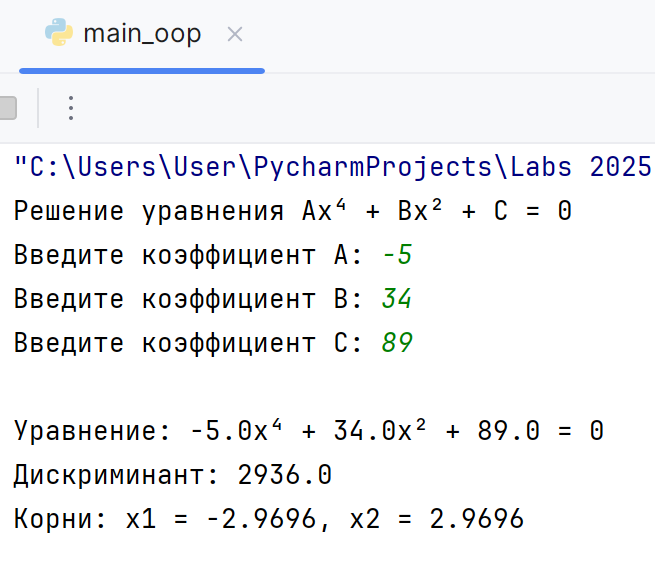 main_oop
"C:\Users\User\PycharmProjects\Labs 2025
Решение уравнения Ax⁴ + Bx² + C = 0
Введите коэффициент A: -5
Введите коэффициент B: 34
Введите коэффициент C: 89
Уравнение: -5.0x⁴ + 34.0x² + 89.0 = 0
Дискриминант: 2936.0
Корни: x1 = -2.9696, x2 = 2.9696